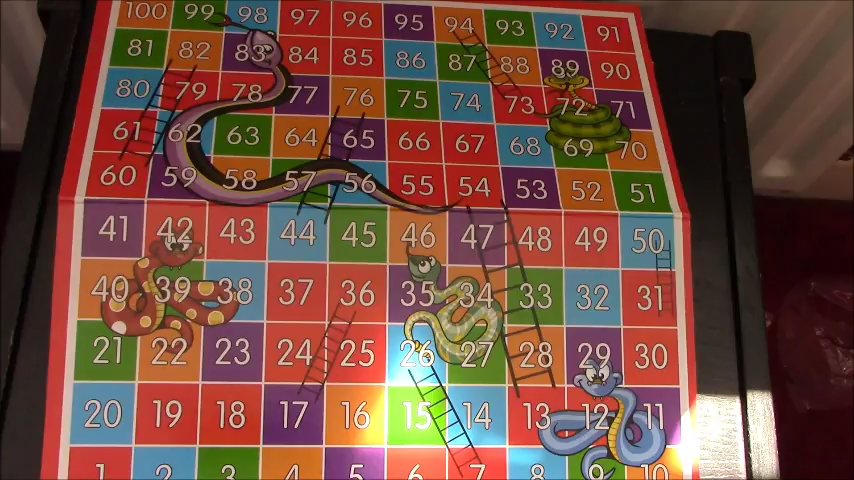 100 99 98 97 96 95 94 93 92 91
81 82 83 84 85 86 87 88 89 90
80 79 78 77 76 75 74 73 72 71
61 62 63 64 65 66 67 68 69 70
60 59 58 57 56 55 54 53 52 51
41 42 43 44 45 46 47 48 49 50
40 39 38 37 36 35 34 33 32 31
21 22 23 24 25 26 27 28 29 30
20 19 18 17 16 15 14 13 12 11
1 2 3 4 5 6 7 8 9 10